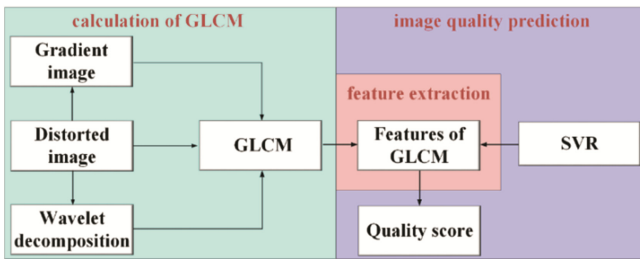 calculation of GLCM
image quality prediction
Gradient
image
feature extraction
Distorted
image
GLCM
Features of
GLCM
SVR
Wavelet
decomposition
Quality score